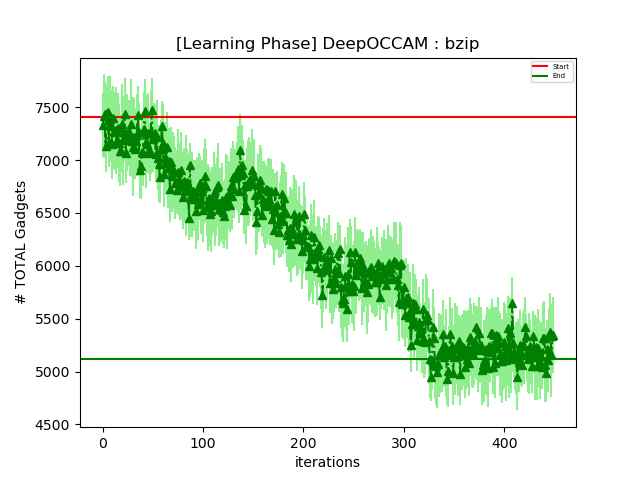 [Learning Phase] DeepOCCAM : bzip
Start
End
# TOTAL Gadgets
7500
7000
6500
6000
5500
5000
4500
0 100 200 300 400
iterations